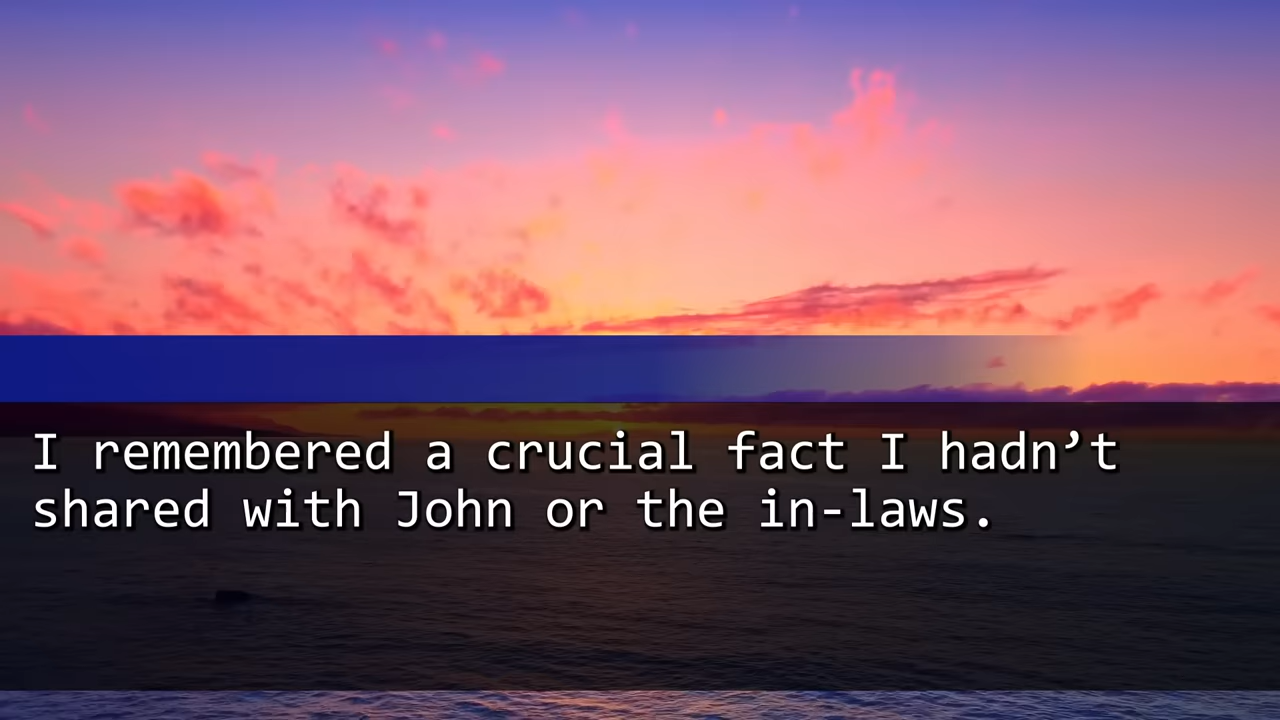 I remembered a crucial fact I hadn’t
shared with John or the in-laws.